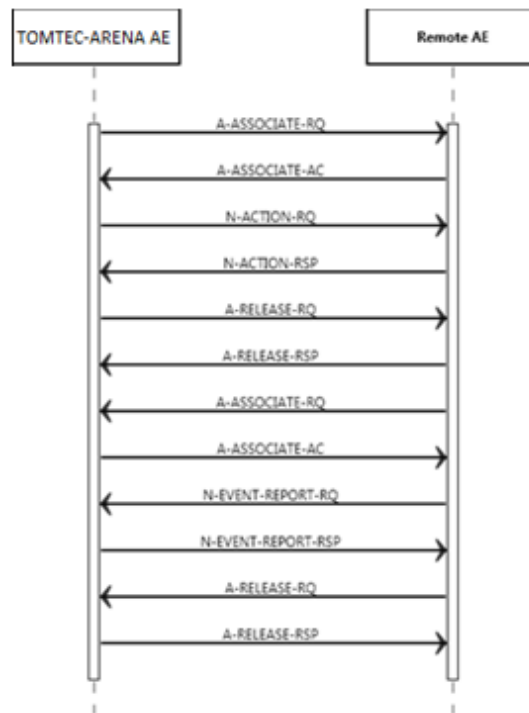 TOMTEC-ARENA AE
Remote AE
A-ASSOCIATE-RQ
A-ASSOCIATE-AC
N-ACTION-RQ
N-ACTION-RSP
A-RELEASE-RQ
A-RELEASE-RSP
A-ASSOCIATE-RQ
A-ASSOCIATE-AC
N-EVENT-REPORT-RQ
N-EVENT-REPORT-RSP
A-RELEASE-RQ
A-RELEASE-RSP